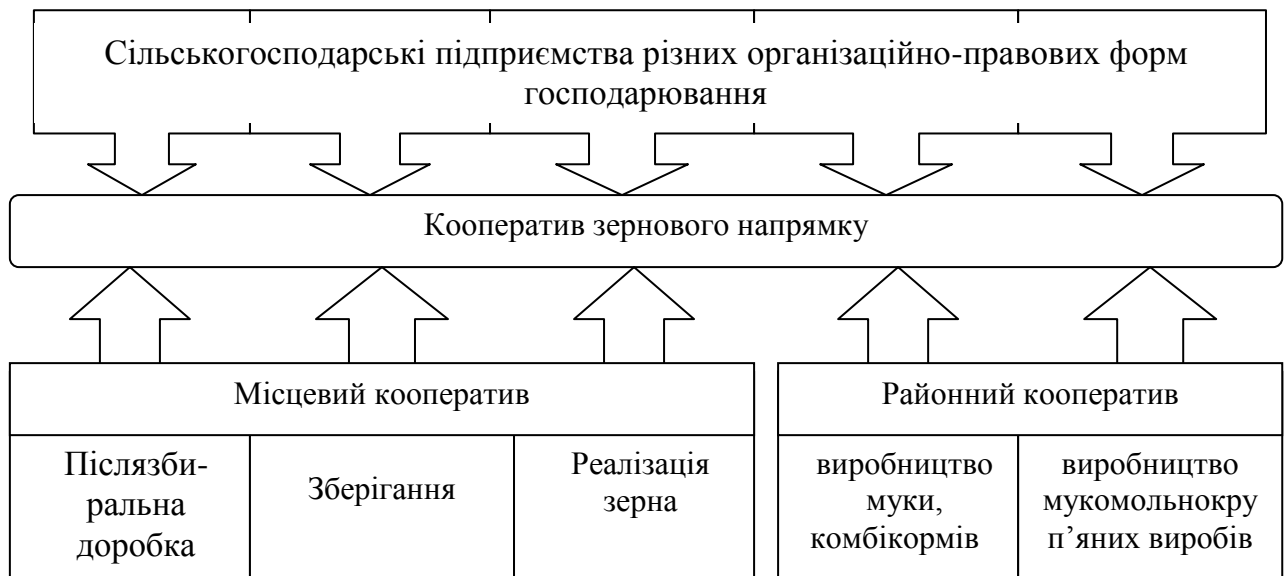 Сільськогосподарські підприємства різних організаційно-правових форм
господарювання
Кооператив зернового напрямку
Місцевий кооператив
Районний кооператив
Післязби-
ральна
доробка
Зберігання
Реалізація
зерна
виробництво
муки,
комбікормів
виробництво
мукомольнокру
п’яних виробів